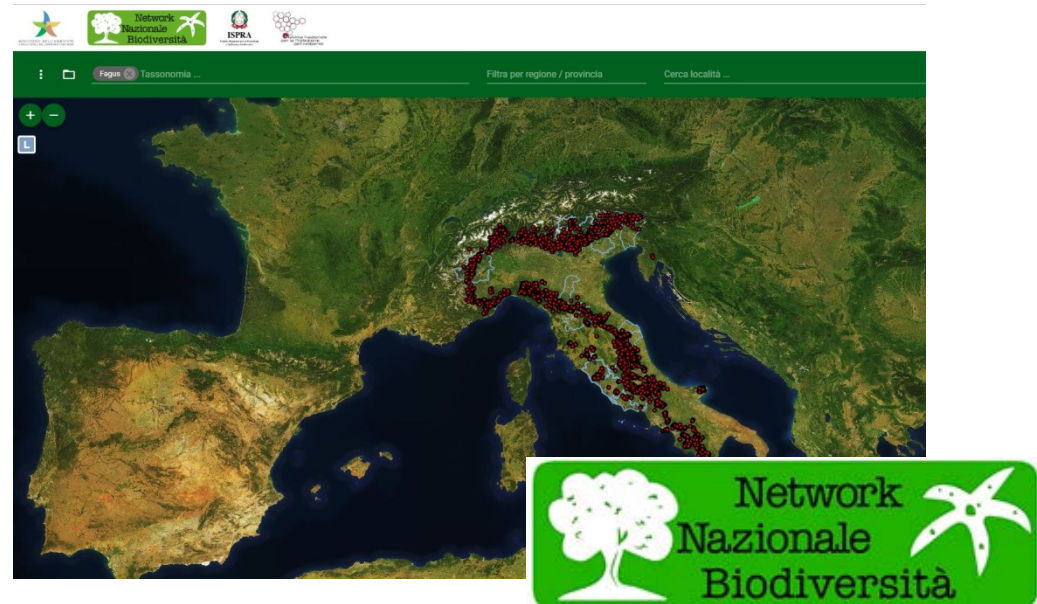 Network
Nazionale
Biodiversità
ISPRA
Fagus Tassonomia ...
Filtra per regione / provincia
Cerca località ...
+ −
L
Network
Nazionale
Biodiversità